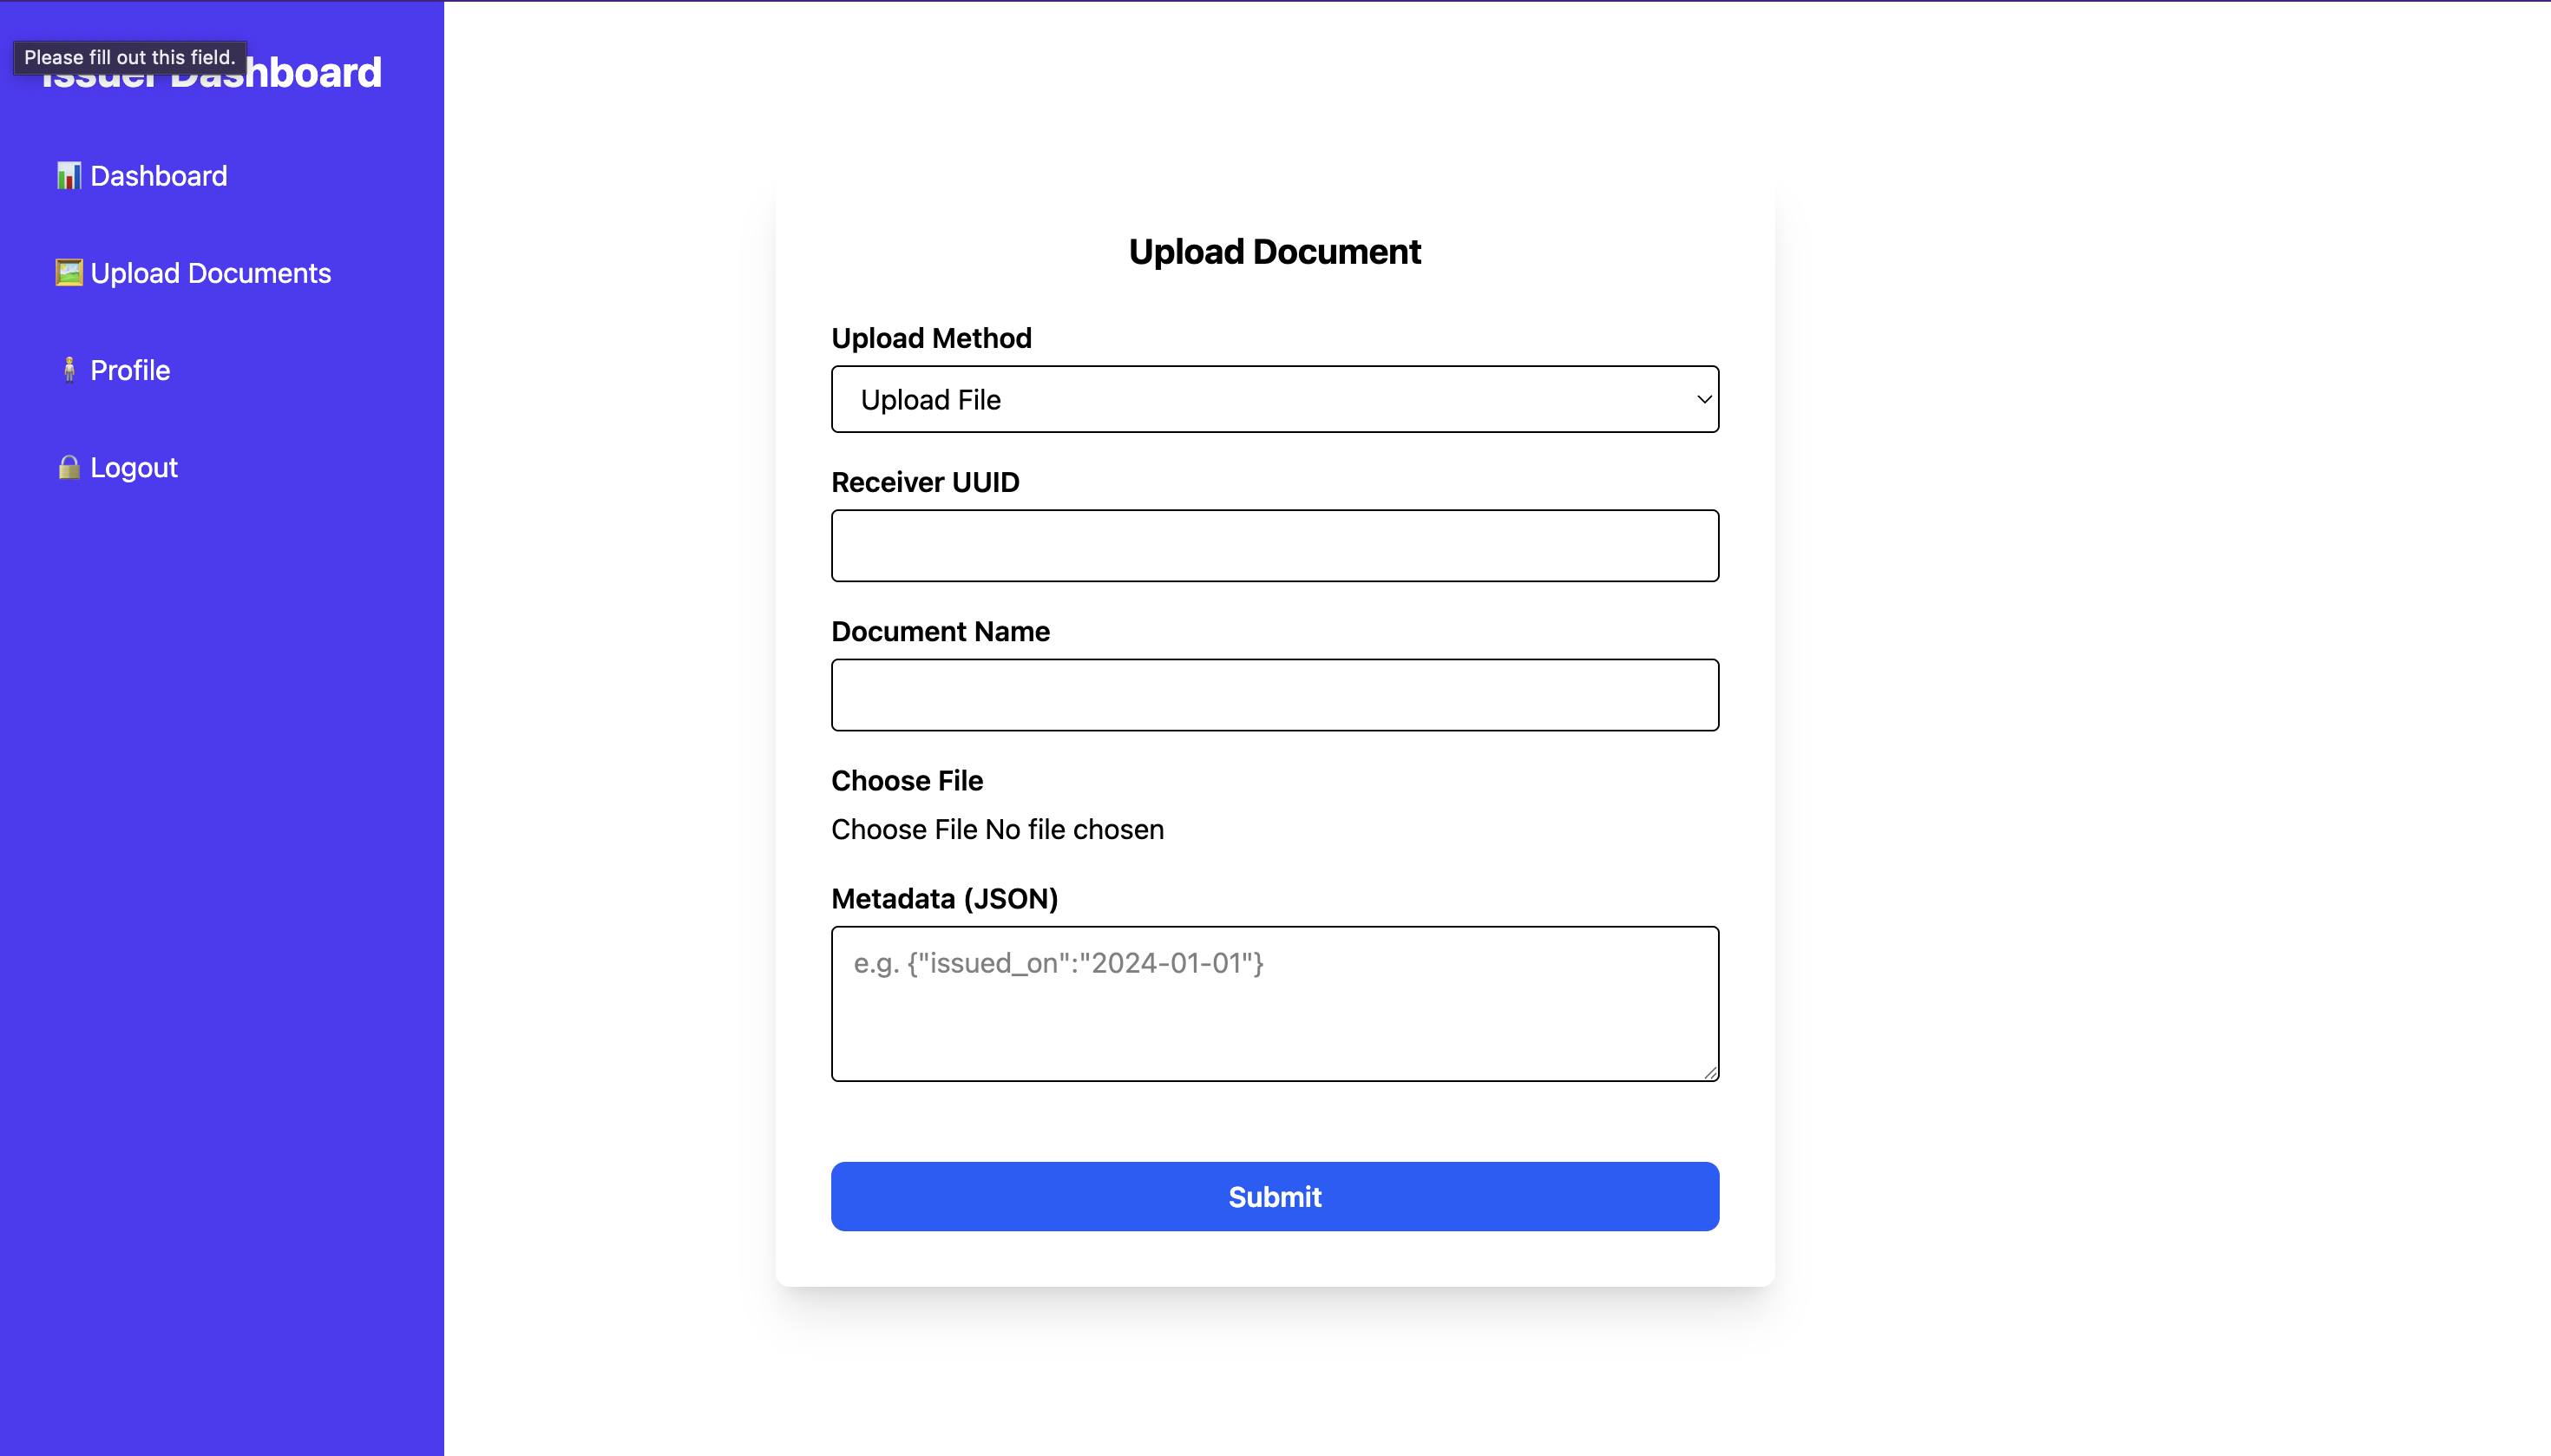 Please fill out this field.
Issuer Dashboard
Dashboard
Upload Documents
Profile
Logout
Upload Document
Upload Method
Upload File
Receiver UUID
Document Name
Choose File
Choose File No file chosen
Metadata (JSON)
e.g. {"issued_on":"2024-01-01"}
Submit